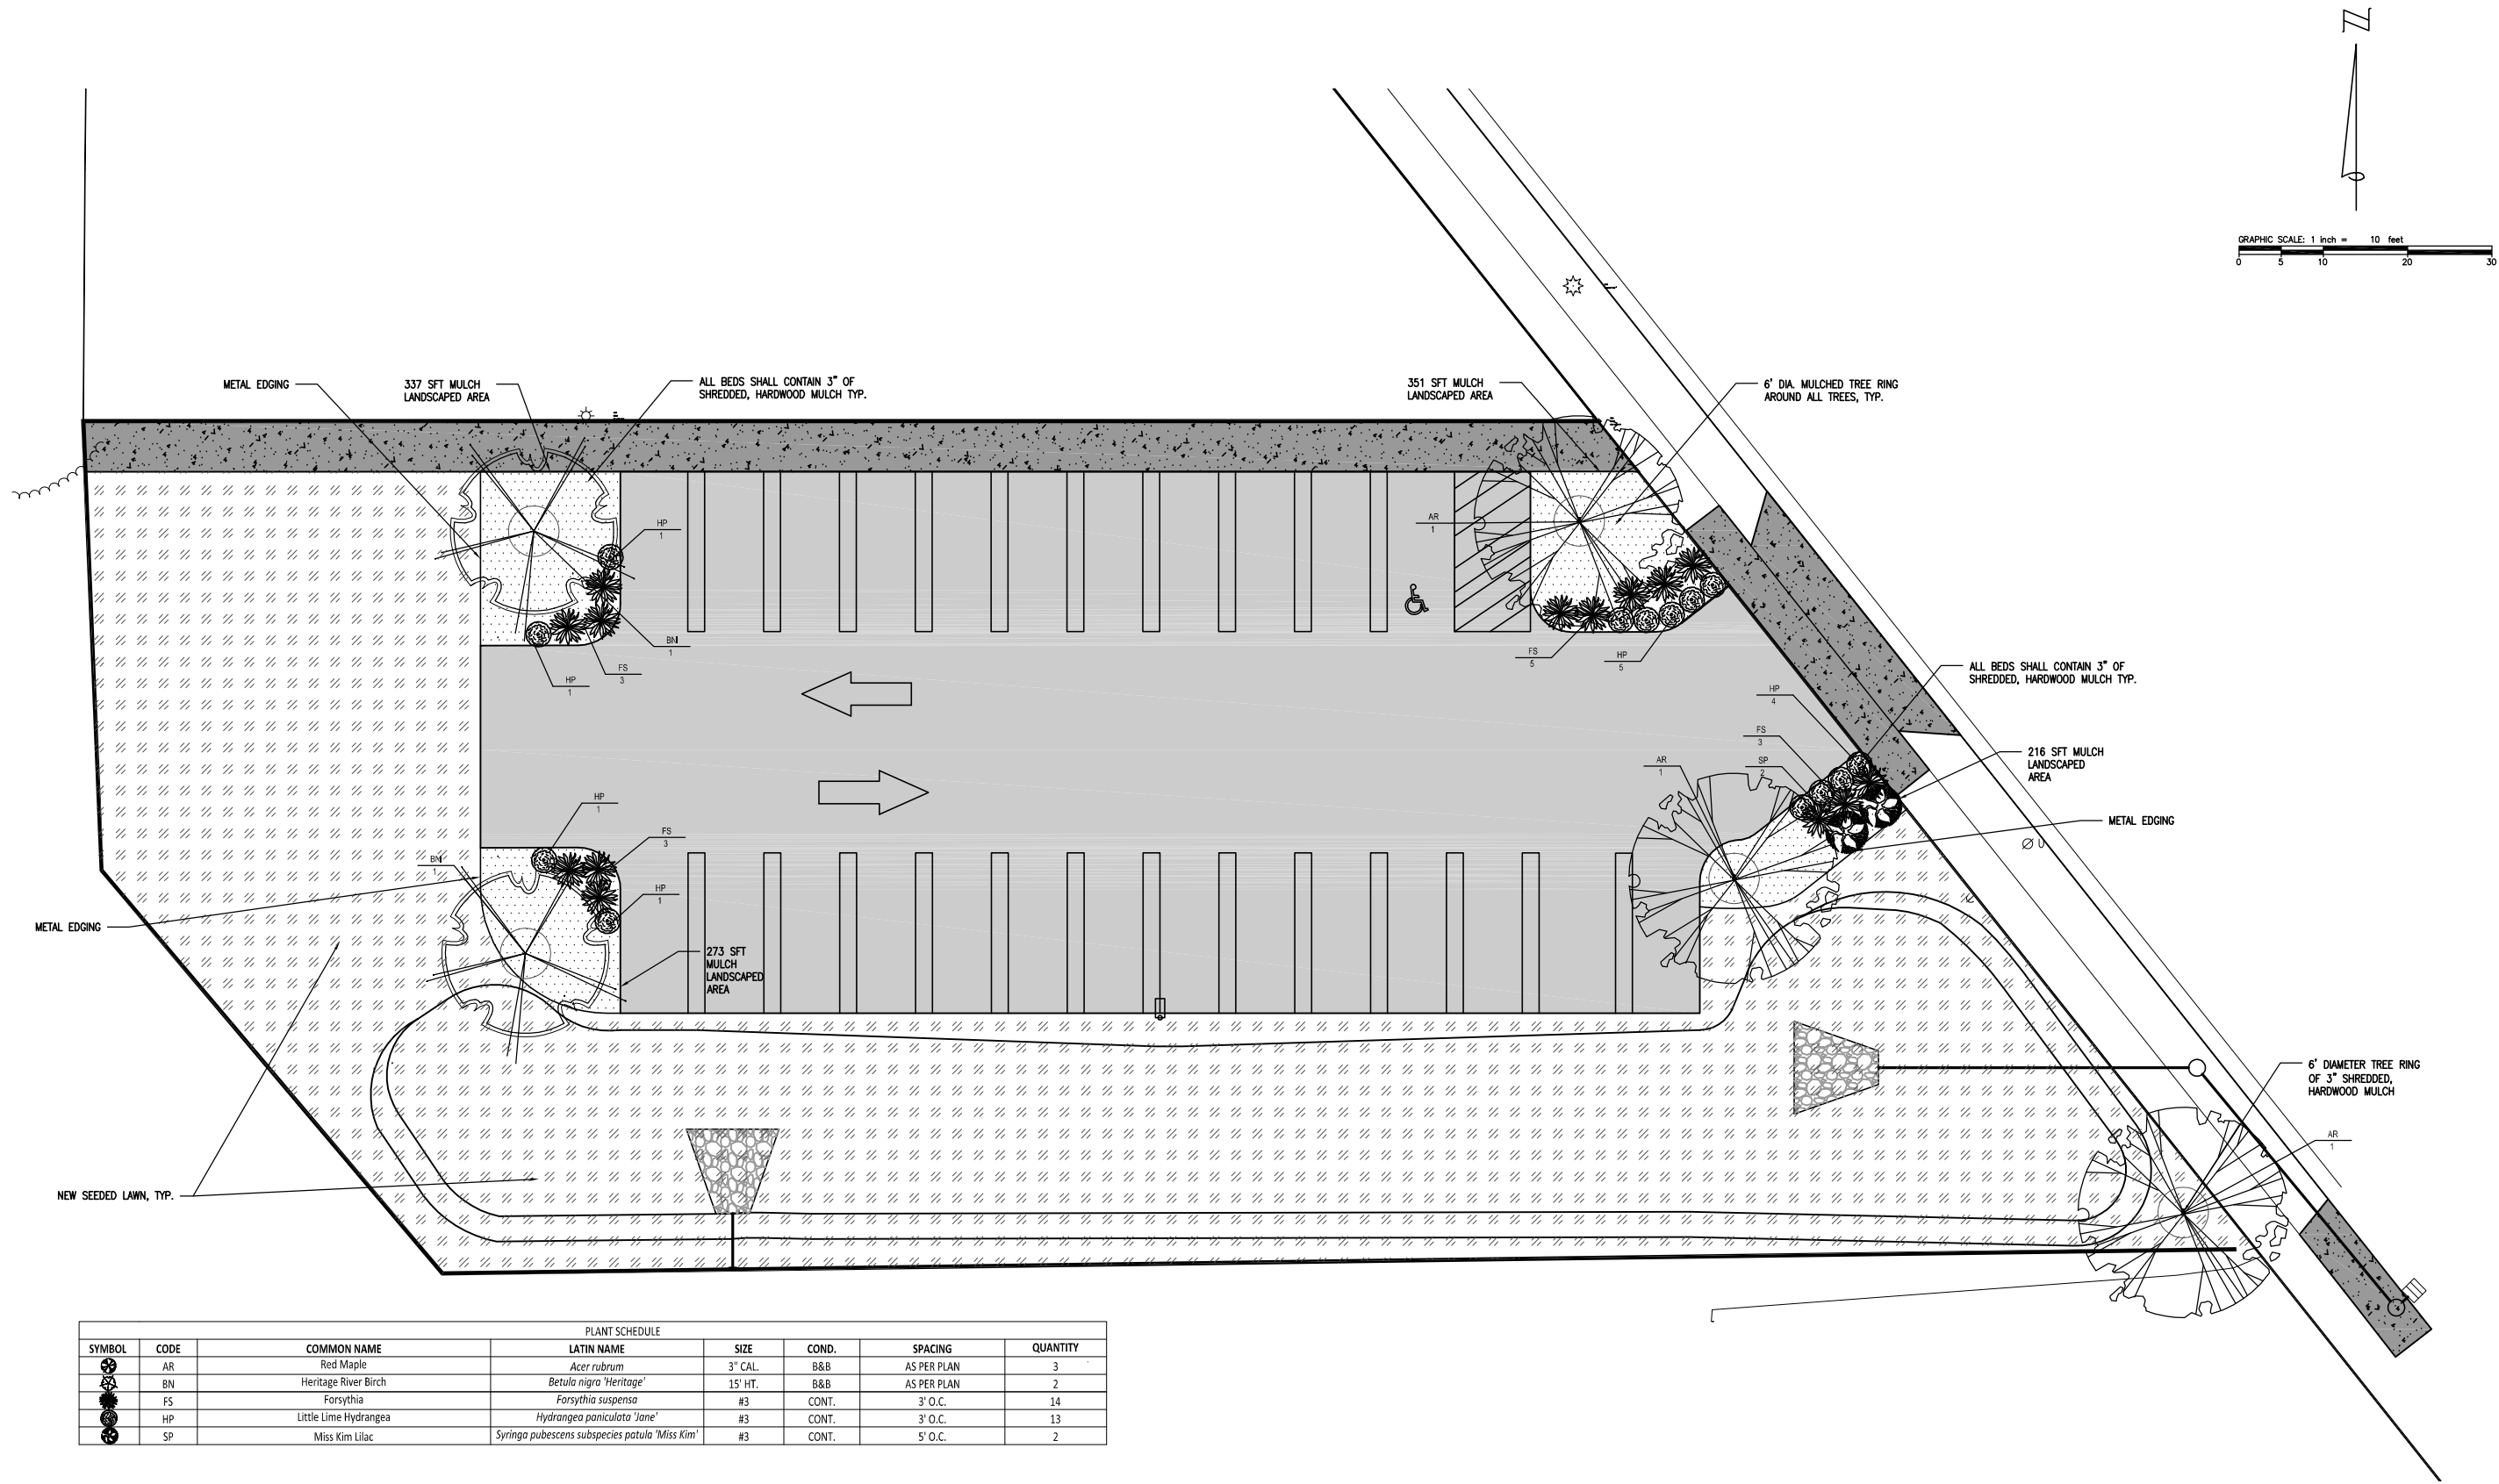 N
GRAPHIC SCALE: 1 inch = 10 feet
0 5 10 20 30
METAL EDGING
337 SFT MULCH
LANDSCAPED AREA
ALL BEDS SHALL CONTAIN 3" OF
SHREDDED, HARDWOOD MULCH TYP.
351 SFT MULCH
LANDSCAPED AREA
6' DIA. MULCHED TREE RING
AROUND ALL TREES, TYP.
HP
1
AR
1
BN
1
FS
3
HP
1
FS
5
HP
5
ALL BEDS SHALL CONTAIN 3" OF
SHREDDED, HARDWOOD MULCH TYP.
HP
4
FS
3
SP
2
AR
1
216 SFT MULCH
LANDSCAPED
AREA
METAL EDGING
HP
1
FS
3
BN
1
HP
1
U
METAL EDGING
273 SFT
MULCH
LANDSCAPED
AREA
6' DIAMETER TREE RING
OF 3" SHREDDED,
HARDWOOD MULCH
AR
1
NEW SEEDED LAWN, TYP.
PLANT SCHEDULE
SYMBOL CODE COMMON NAME LATIN NAME SIZE COND. SPACING QUANTITY
AR Red Maple Acer rubrum 3" CAL. B&B AS PER PLAN 3
BN Heritage River Birch Betula nigra 'Heritage' 15' HT. B&B AS PER PLAN 2
FS Forsythia Forsythia suspensa #3 CONT. 3' O.C. 14
HP Little Lime Hydrangea Hydrangea paniculata 'Jane' #3 CONT. 3' O.C. 13
SP Miss Kim Lilac Syringa pubescens subspecies patula 'Miss Kim' #3 CONT. 5' O.C. 2